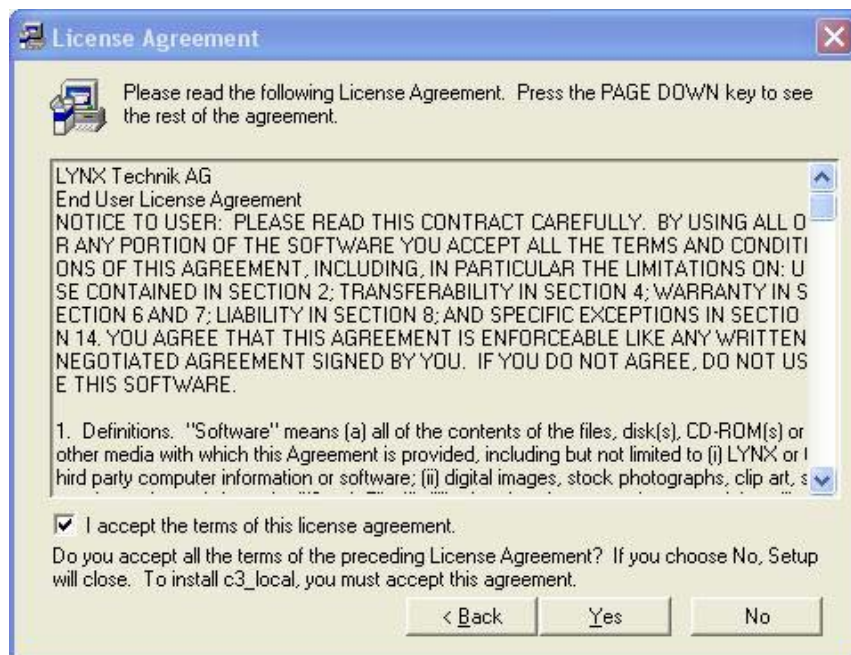 License Agreement
Please read the following License Agreement. Press the PAGE DOWN key to see
the rest of the agreement.
LYNX Technik AG
End User License Agreement
NOTICE TO USER: PLEASE READ THIS CONTRACT CAREFULLY. BY USING ALL O
R ANY PORTION OF THE SOFTWARE YOU ACCEPT ALL THE TERMS AND CONDITI
ONS OF THIS AGREEMENT, INCLUDING, IN PARTICULAR THE LIMITATIONS ON: U
SE CONTAINED IN SECTION 2; TRANSFERABILITY IN SECTION 4; WARRANTY IN S
ECTION 6 AND 7; LIABILITY IN SECTION 8; AND SPECIFIC EXCEPTIONS IN SECTIO
N 14. YOU AGREE THAT THIS AGREEMENT IS ENFORCEABLE LIKE ANY WRITTEN
NEGOTIATED AGREEMENT SIGNED BY YOU. IF YOU DO NOT AGREE, DO NOT US
E THIS SOFTWARE.
1. Definitions. "Software" means (a) all of the contents of the files, disk(s), CD-ROM(s) or
other media with which this Agreement is provided, including but not limited to (i) LYNX or
hird party computer information or software; (ii) digital images, stock photographs, clip art, s
I accept the terms of this license agreement.
Do you accept all the terms of the preceding License Agreement? If you choose No, Setup
will close. To install c3_local, you must accept this agreement.
< Back
Yes
No